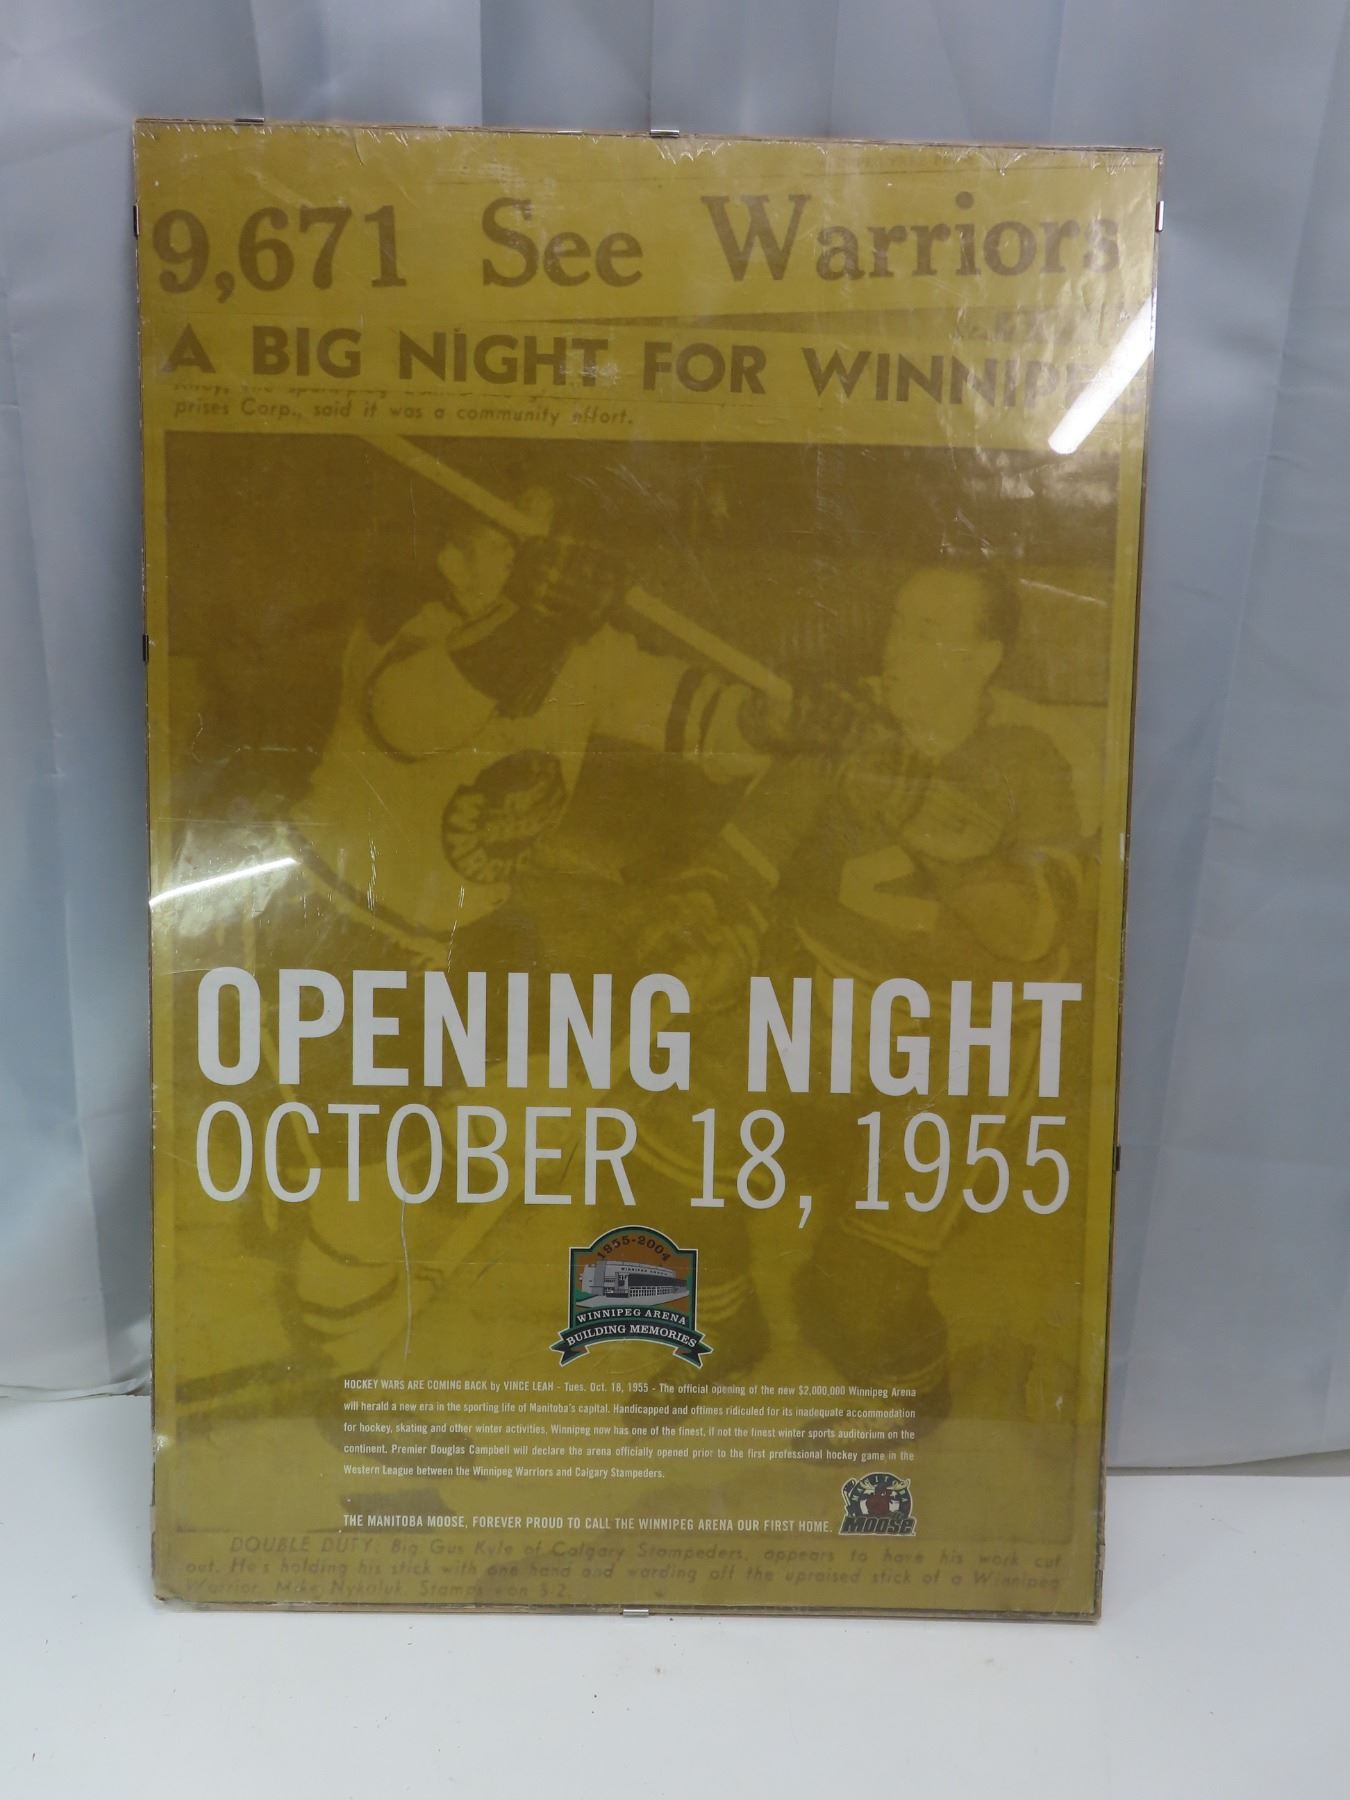 9,671 See Warriors
A BIG NIGHT FOR WINNIPEG
prises Corp., said it was a community effort.
WARRIORS
OPENING NIGHT
OCTOBER 18, 1955
1955-2004
WINNIPEG ARENA
WINNIPEG ARENA
BUILDING MEMORIES
HOCKEY WARS ARE COMING BACK by VINCE LEAH - Tues. Oct. 18, 1955 - The official opening of the new $2,000,000 Winnipeg Arena
will herald a new era in the sporting life of Manitoba's capital. Handicapped and oftimes ridiculed for its inadequate accommodation
for hockey, skating and other winter activities, Winnipeg now has one of the finest, if not the finest winter sports auditorium on the
continent. Premier Douglas Campbell will declare the arena officially opened prior to the first professional hockey game in the
Western League between the Winnipeg Warriors and Calgary Stampeders.
MANITOBA
MOOSE
THE MANITOBA MOOSE, FOREVER PROUD TO CALL THE WINNIPEG ARENA OUR FIRST HOME.
DOUBLE DUTY: Big Gus Kyle of Calgary Stampeders, appears to have his work cut
out. He's holding his stick with one hand and warding off the upraised stick of a Winnipeg
Warrior, Mike Nykoluk. Stamps won 5-2.